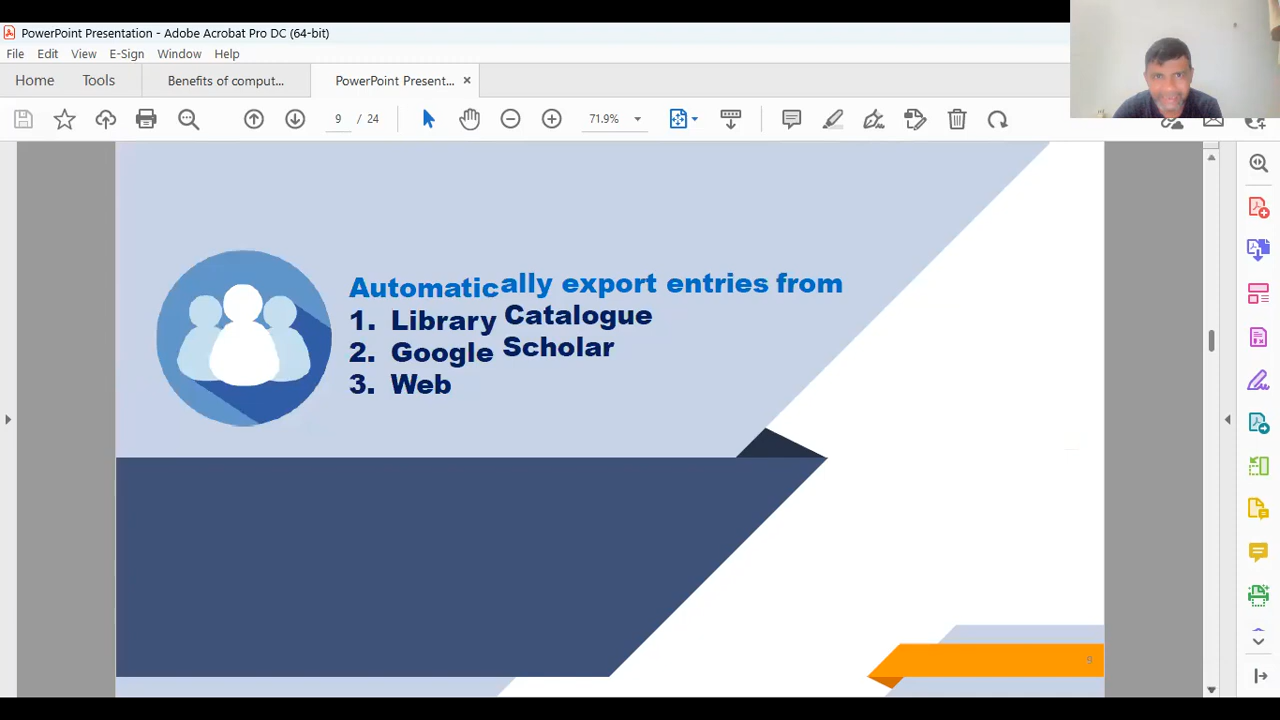 PowerPoint Presentation - Adobe Acrobat Pro DC (64-bit)
File Edit View E-Sign Window Help
Home Tools Benefits of comput... PowerPoint Present... ×
9 / 24 71.9%
Automatically export entries from
1. Library Catalogue
2. Google Scholar
3. Web
9